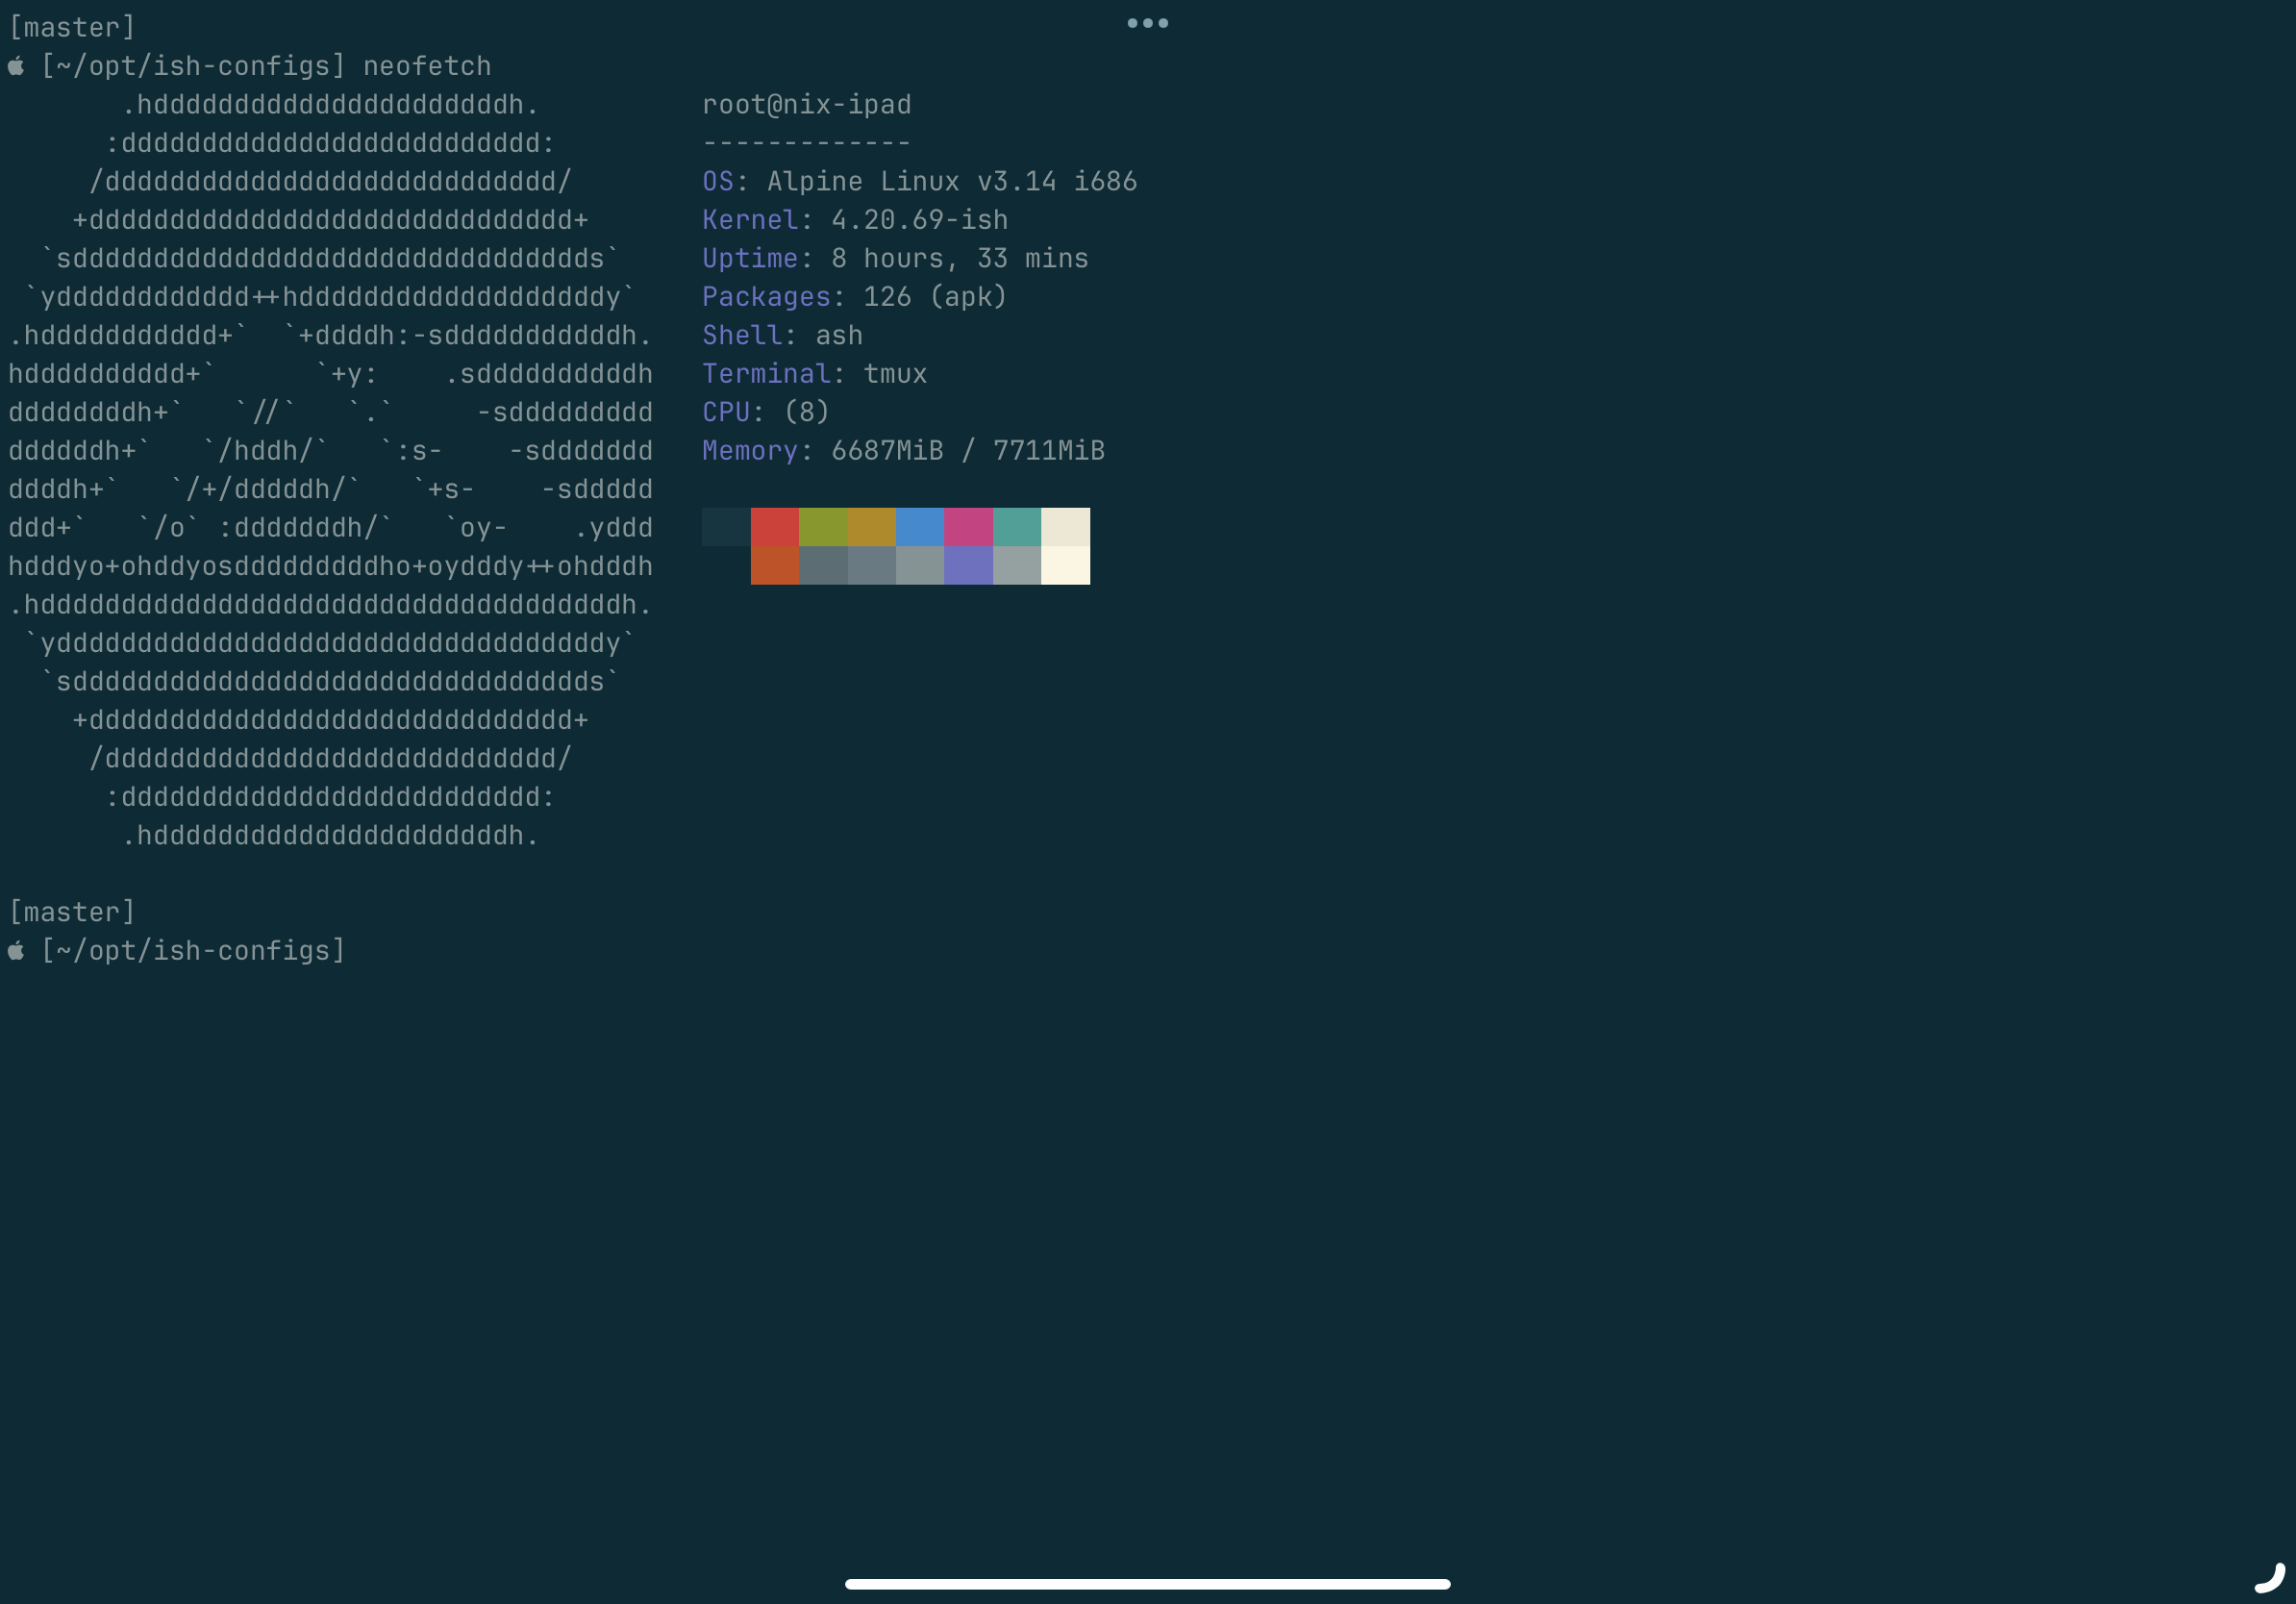 [master]
 [~/opt/ish-configs] neofetch
       .hddddddddddddddddddddddh.          root@nix-ipad
      :dddddddddddddddddddddddddd:         -------------
     /dddddddddddddddddddddddddddd/        OS: Alpine Linux v3.14 i686
    +dddddddddddddddddddddddddddddd+       Kernel: 4.20.69-ish
  `sdddddddddddddddddddddddddddddddds`     Uptime: 8 hours, 33 mins
 `ydddddddddddd++hdddddddddddddddddddy`    Packages: 126 (apk)
.hddddddddddd+`  `+ddddh:-sdddddddddddh.   Shell: ash
hdddddddddd+`      `+y:    .sddddddddddh   Terminal: tmux
ddddddddh+`   `//`   `.`     -sddddddddd   CPU: (8)
ddddddh+`   `/hddh/`   `:s-    -sddddddd   Memory: 6687MiB / 7711MiB
ddddh+`   `/+/dddddh/`   `+s-    -sddddd
ddd+`   `/o` :dddddddh/`   `oy-    .yddd
hdddyo+ohddyosdddddddddho+oydddy++ohdddh
.hddddddddddddddddddddddddddddddddddddh.
 `yddddddddddddddddddddddddddddddddddy`
  `sdddddddddddddddddddddddddddddddds`
    +dddddddddddddddddddddddddddddd+
     /dddddddddddddddddddddddddddd/
      :dddddddddddddddddddddddddd:
       .hddddddddddddddddddddddh.
[master]
 [~/opt/ish-configs]